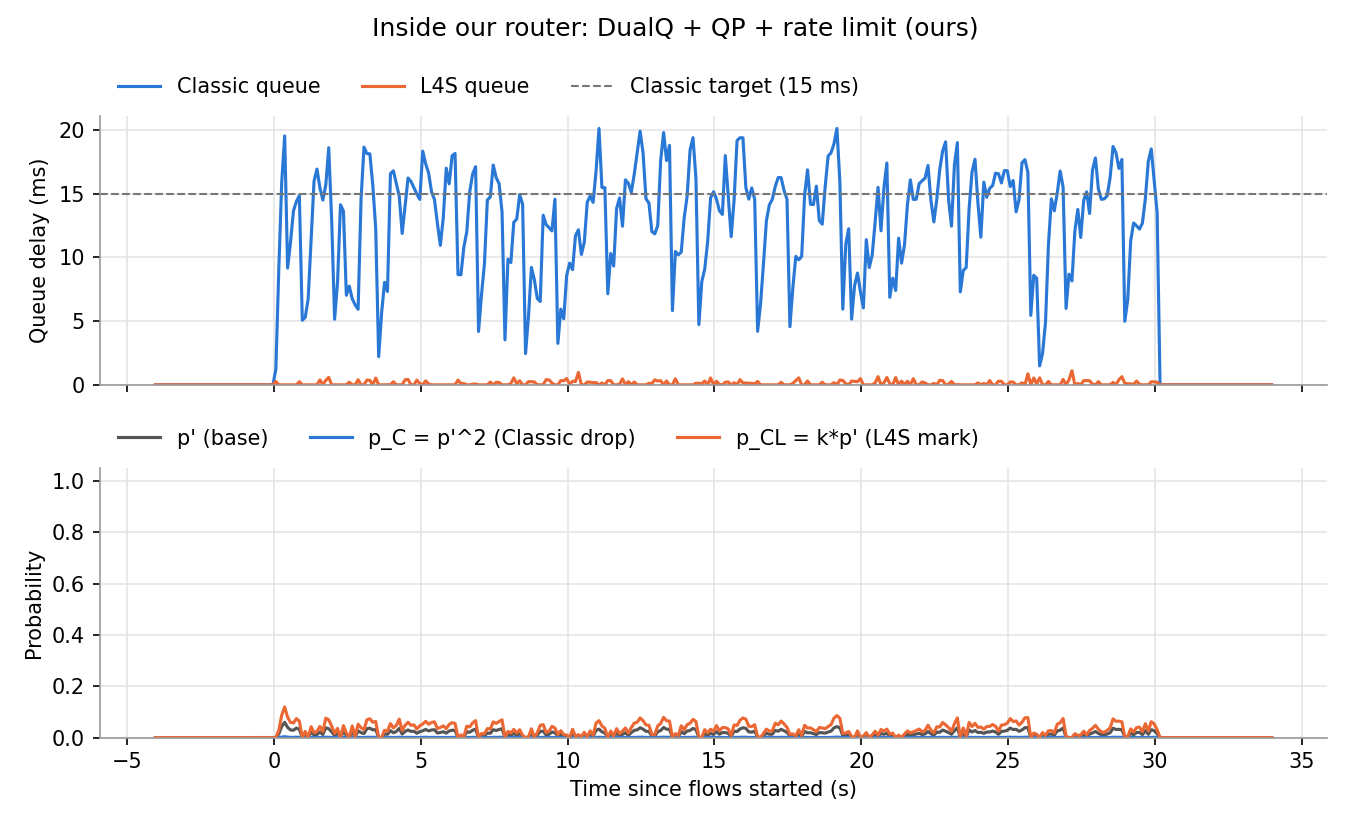 Inside our router: DualQ + QP + rate limit (ours)
Classic queue L4S queue Classic target (15 ms)
Queue delay (ms)
20
15
10
5
0
p' (base) p_C = p'^2 (Classic drop) p_CL = k*p' (L4S mark)
Probability
1.0
0.8
0.6
0.4
0.2
0.0
−5 0 5 10 15 20 25 30 35
Time since flows started (s)